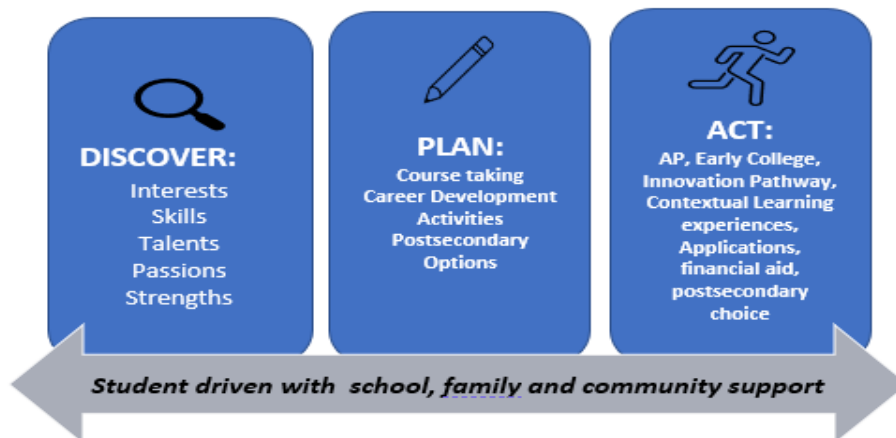 DISCOVER:
Interests
Skills
Talents
Passions
Strengths
PLAN:
Course taking
Career Development
Activities
Postsecondary
Options
ACT:
AP, Early College,
Innovation Pathway,
Contextual Learning
experiences,
Applications,
financial aid,
postsecondary
choice
Student driven with school, family and community support